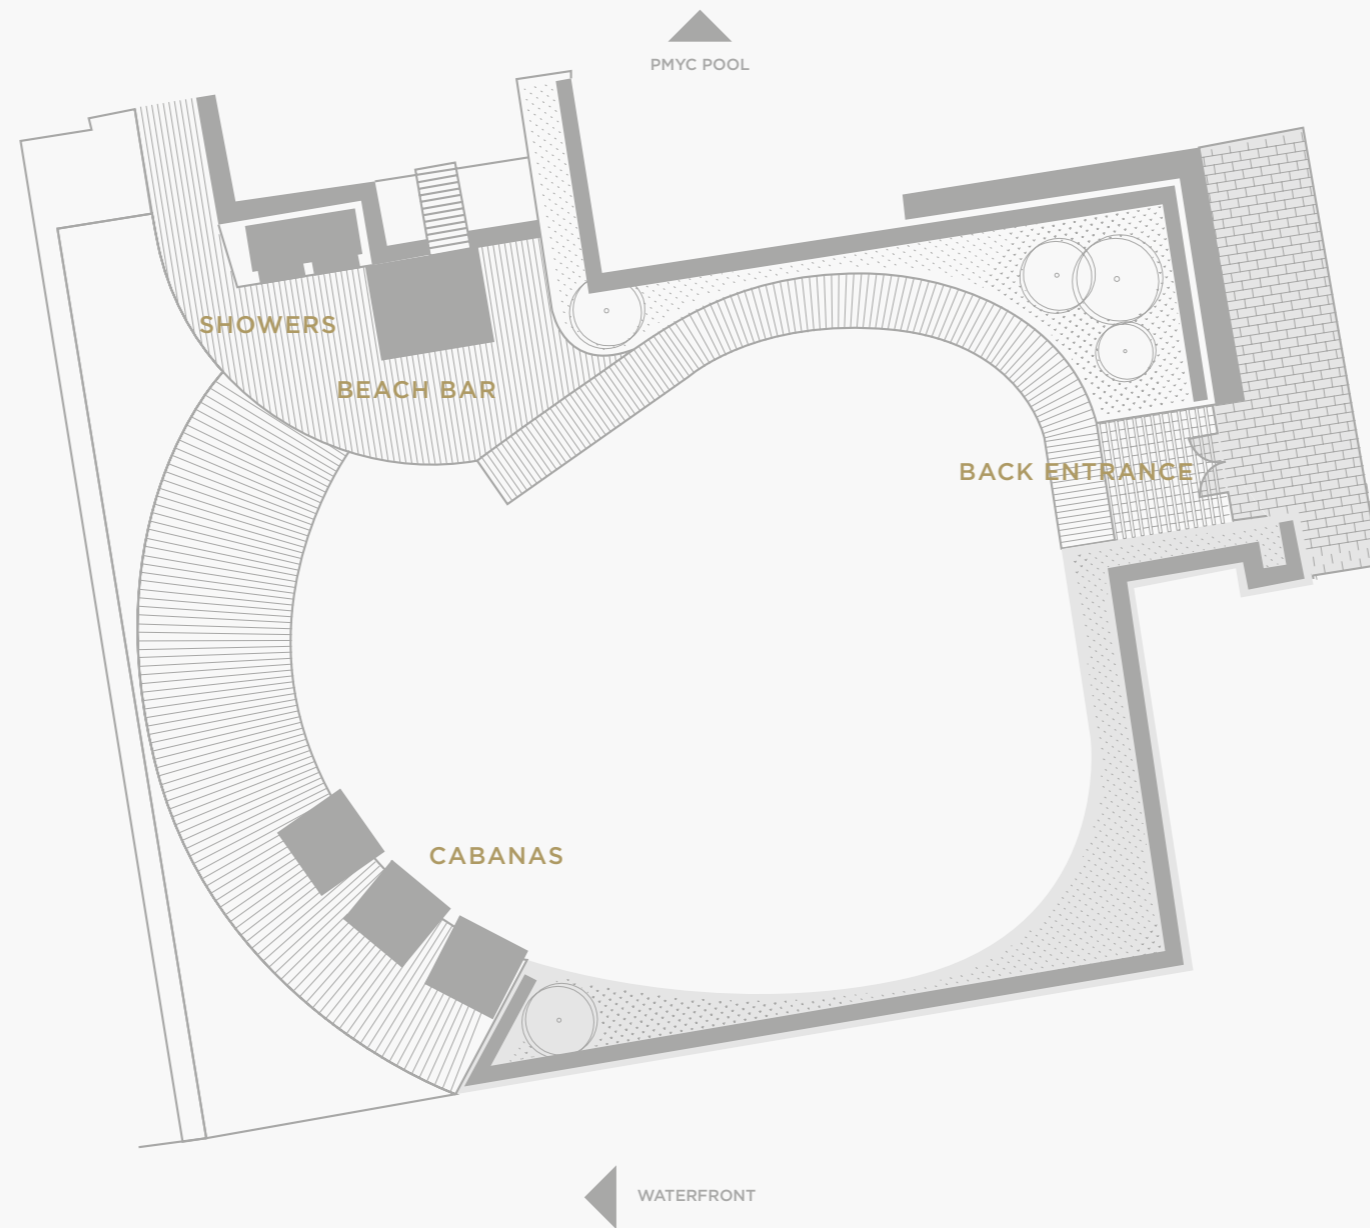 PMYC POOL
SHOWERS
BEACH BAR
BACK ENTRANCE
CABANAS
WATERFRONT